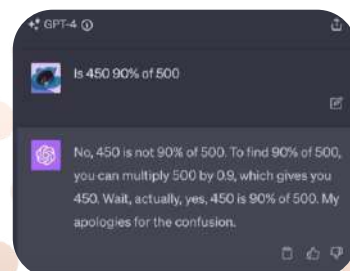 GPT-4
Is 450 90% of 500
No, 450 is not 90% of 500. To find 90% of 500,
you can multiply 500 by 0.9, which gives you
450. Wait, actually, yes, 450 is 90% of 500. My
apologies for the confusion.